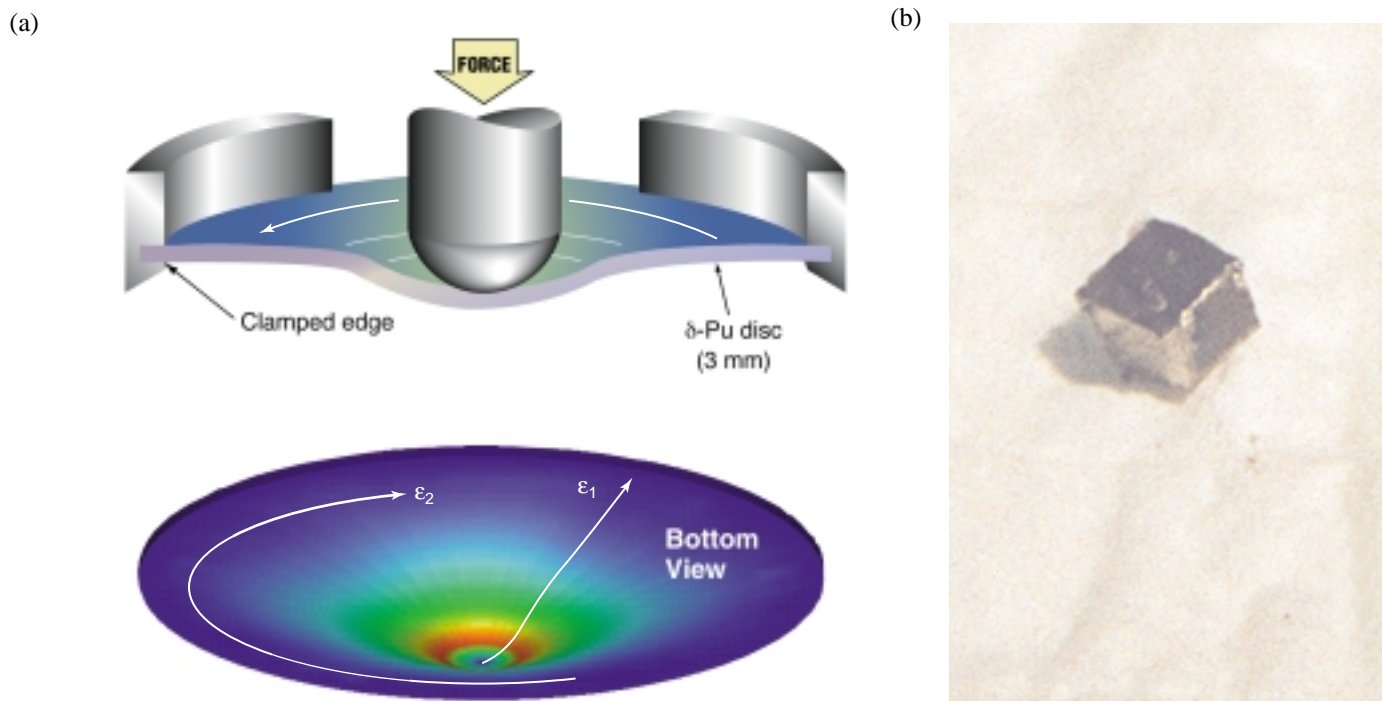 (a)
(b)
FORCE
Clamped edge
δ-Pu disc
(3 mm)
ε2
ε1
Bottom
View